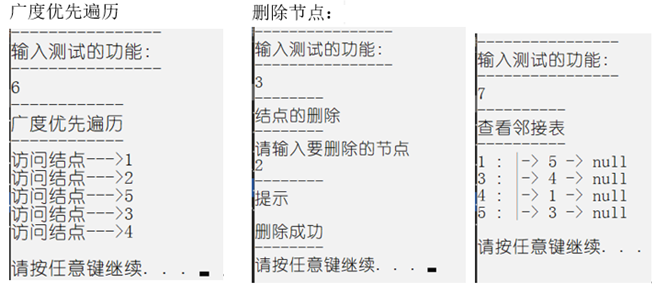 广度优先遍历
----------------
输入测试的功能:
----------------
6
------------
广度优先遍历
------------
访问结点--->1
访问结点--->2
访问结点--->5
访问结点--->3
访问结点--->4
请按任意键继续. . .
删除节点：
----------------
输入测试的功能:
----------------
3
--------
结点的删除
--------
请输入要删除的节点
2
--------
提示
删除成功
--------
请按任意键继续. . .
----------------
输入测试的功能:
----------------
7
----------
查看邻接表
----------
1 : -> 5 -> null
3 : -> 4 -> null
4 : -> 1 -> null
5 : -> 3 -> null
请按任意键继续. . .